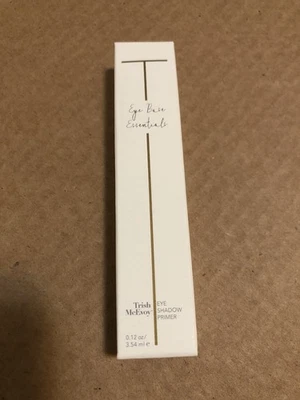 Eye Base
Essentials
Trish
McEvoy
EYE
SHADOW
PRIMER
0.12 oz/
3.54 ml e